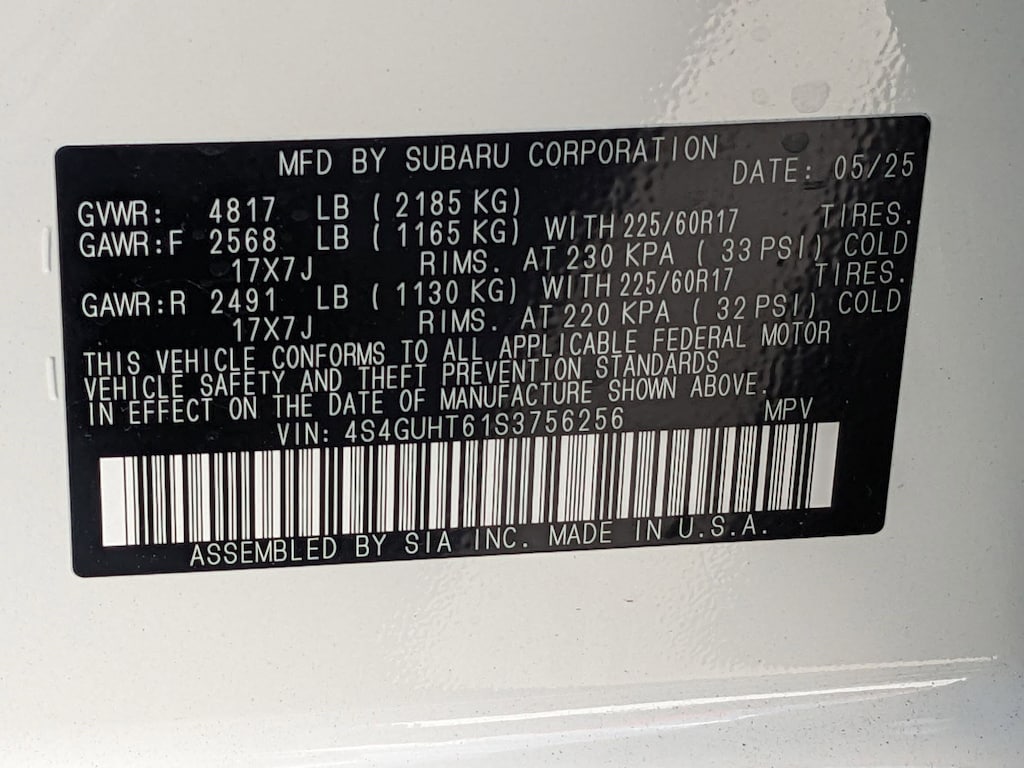 MFD BY SUBARU CORPORATION DATE: 05/25
GVWR: 4817 LB ( 2185 KG)
GAWR:F 2568 LB ( 1165 KG) WITH 225/60R17 TIRES.
17X7J RIMS. AT 230 KPA ( 33 PSI) COLD
GAWR:R 2491 LB ( 1130 KG) WITH 225/60R17 TIRES.
17X7J RIMS. AT 220 KPA ( 32 PSI) COLD
THIS VEHICLE CONFORMS TO ALL APPLICABLE FEDERAL MOTOR
VEHICLE SAFETY AND THEFT PREVENTION STANDARDS
IN EFFECT ON THE DATE OF MANUFACTURE SHOWN ABOVE.
VIN: 4S4GUHT61S3756256 MPV
ASSEMBLED BY SIA INC. MADE IN U.S.A.